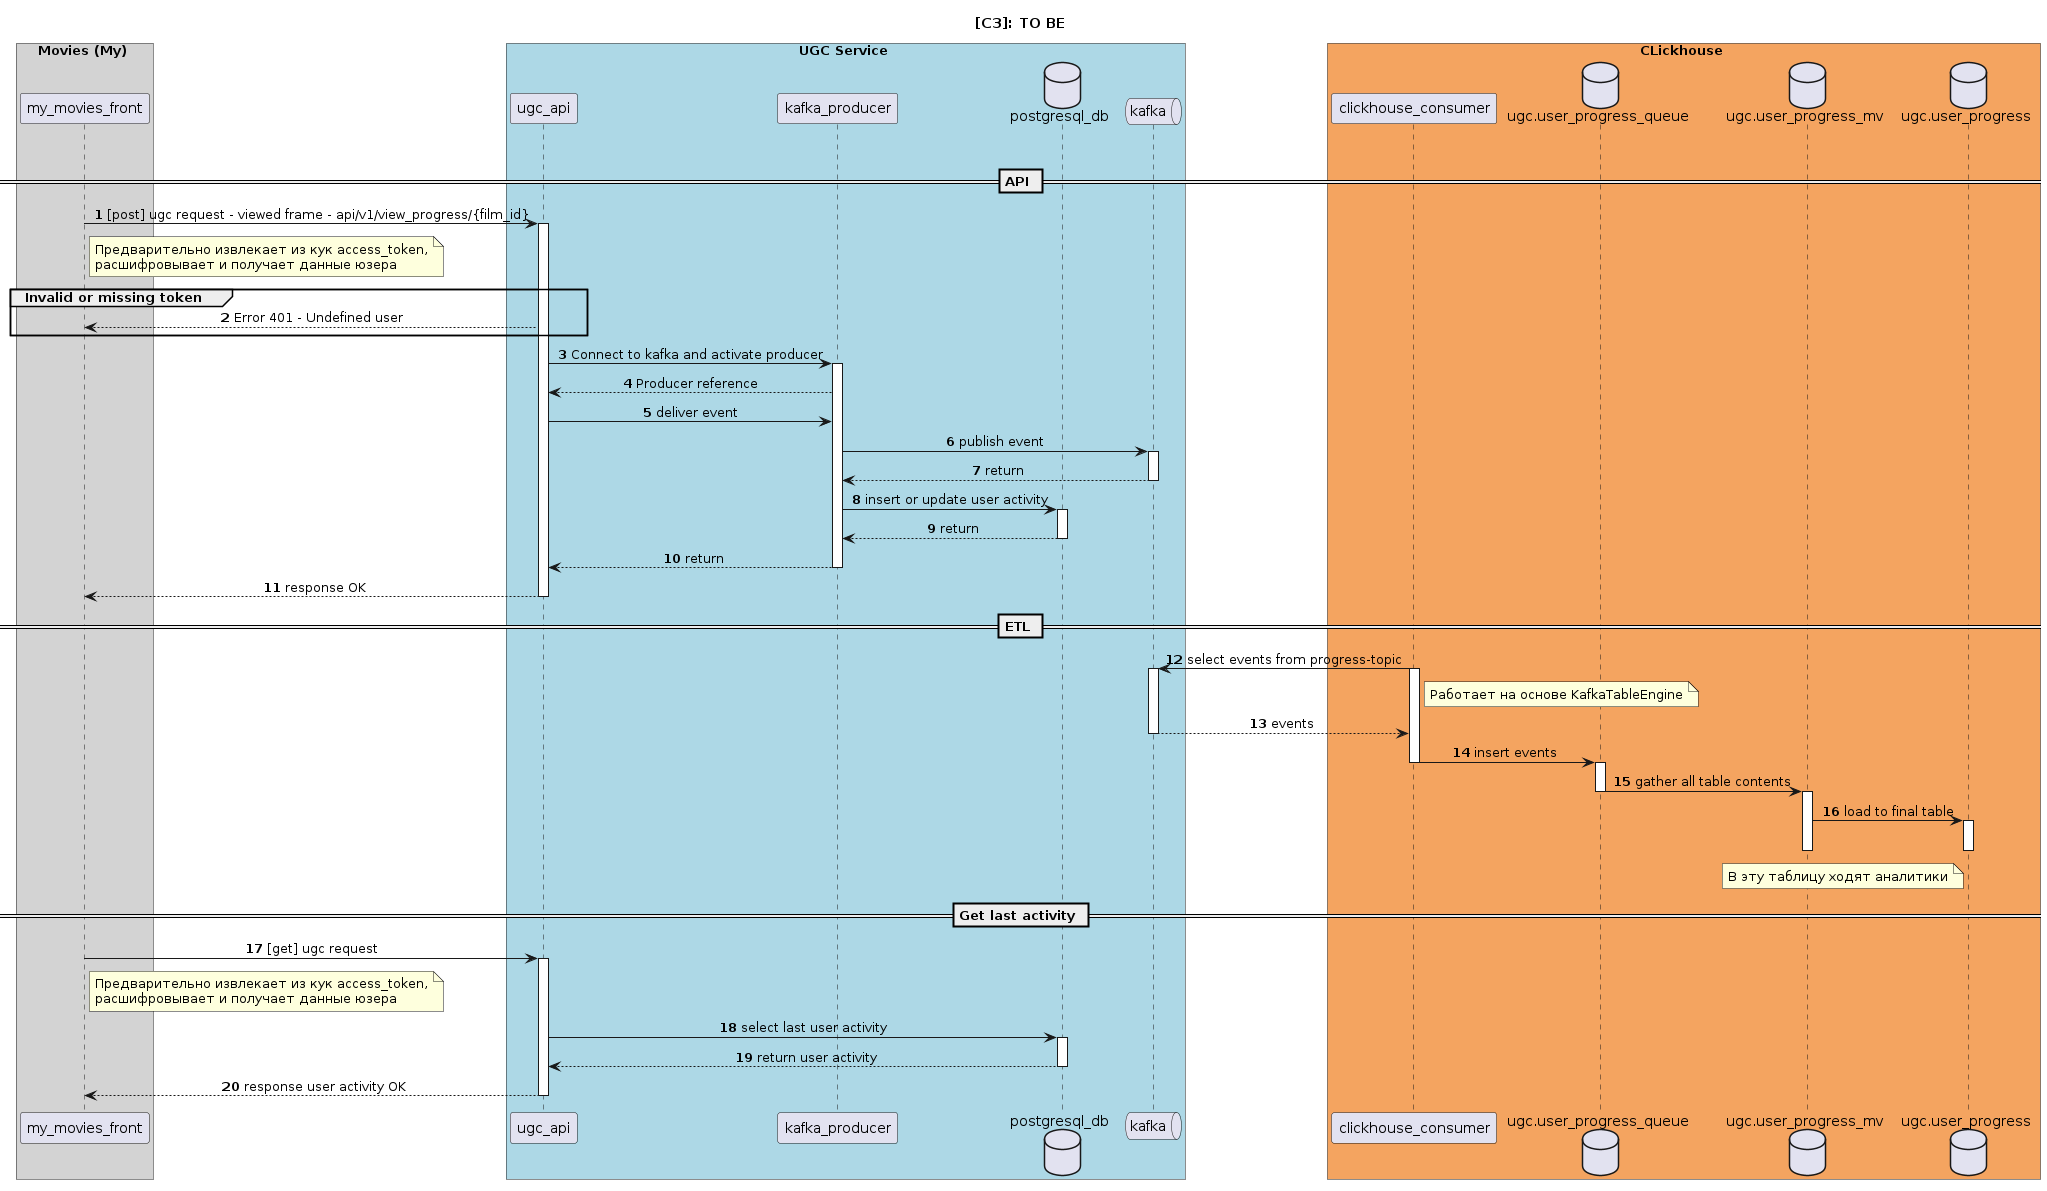 [C3]: TO BE
Movies (My)
UGC Service
CLickhouse
my_movies_front
ugc_api
kafka_producer
postgresql_db
kafka
clickhouse_consumer
ugc.user_progress_queue
ugc.user_progress_mv
ugc.user_progress
API
1 [post] ugc request - viewed frame - api/v1/view_progress/{film_id}
Предварительно извлекает из кук access_token,
расшифровывает и получает данные юзера
Invalid or missing token
2 Error 401 - Undefined user
3 Connect to kafka and activate producer
4 Producer reference
5 deliver event
6 publish event
7 return
8 insert or update user activity
9 return
10 return
11 response OK
ETL
12 select events from progress-topic
Работает на основе KafkaTableEngine
13 events
14 insert events
15 gather all table contents
16 load to final table
В эту таблицу ходят аналитики
Get last activity
17 [get] ugc request
Предварительно извлекает из кук access_token,
расшифровывает и получает данные юзера
18 select last user activity
19 return user activity
20 response user activity OK
my_movies_front
ugc_api
kafka_producer
postgresql_db
kafka
clickhouse_consumer
ugc.user_progress_queue
ugc.user_progress_mv
ugc.user_progress